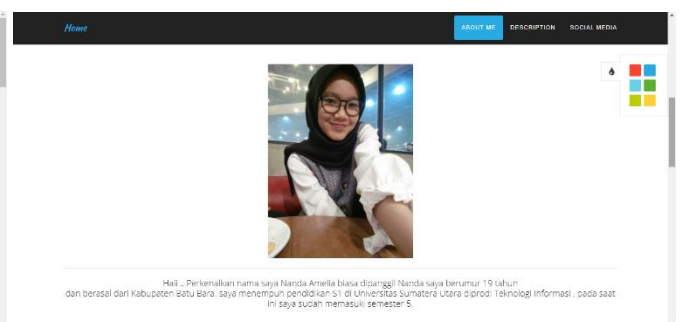 Home
ABOUT ME DESCRIPTION SOCIAL MEDIA
Hali .. Perkenalkan nama saya Nanda Amelia biasa dipanggil Nanda saya berumur 19 tahun
dan berasal dari Kabupaten Batu Bara. saya menempuh pendidikan S1 di Universitas Sumatera Utara diprodi Teknologi Informasi , pada saat
ini saya sudah memasuki semester 5.